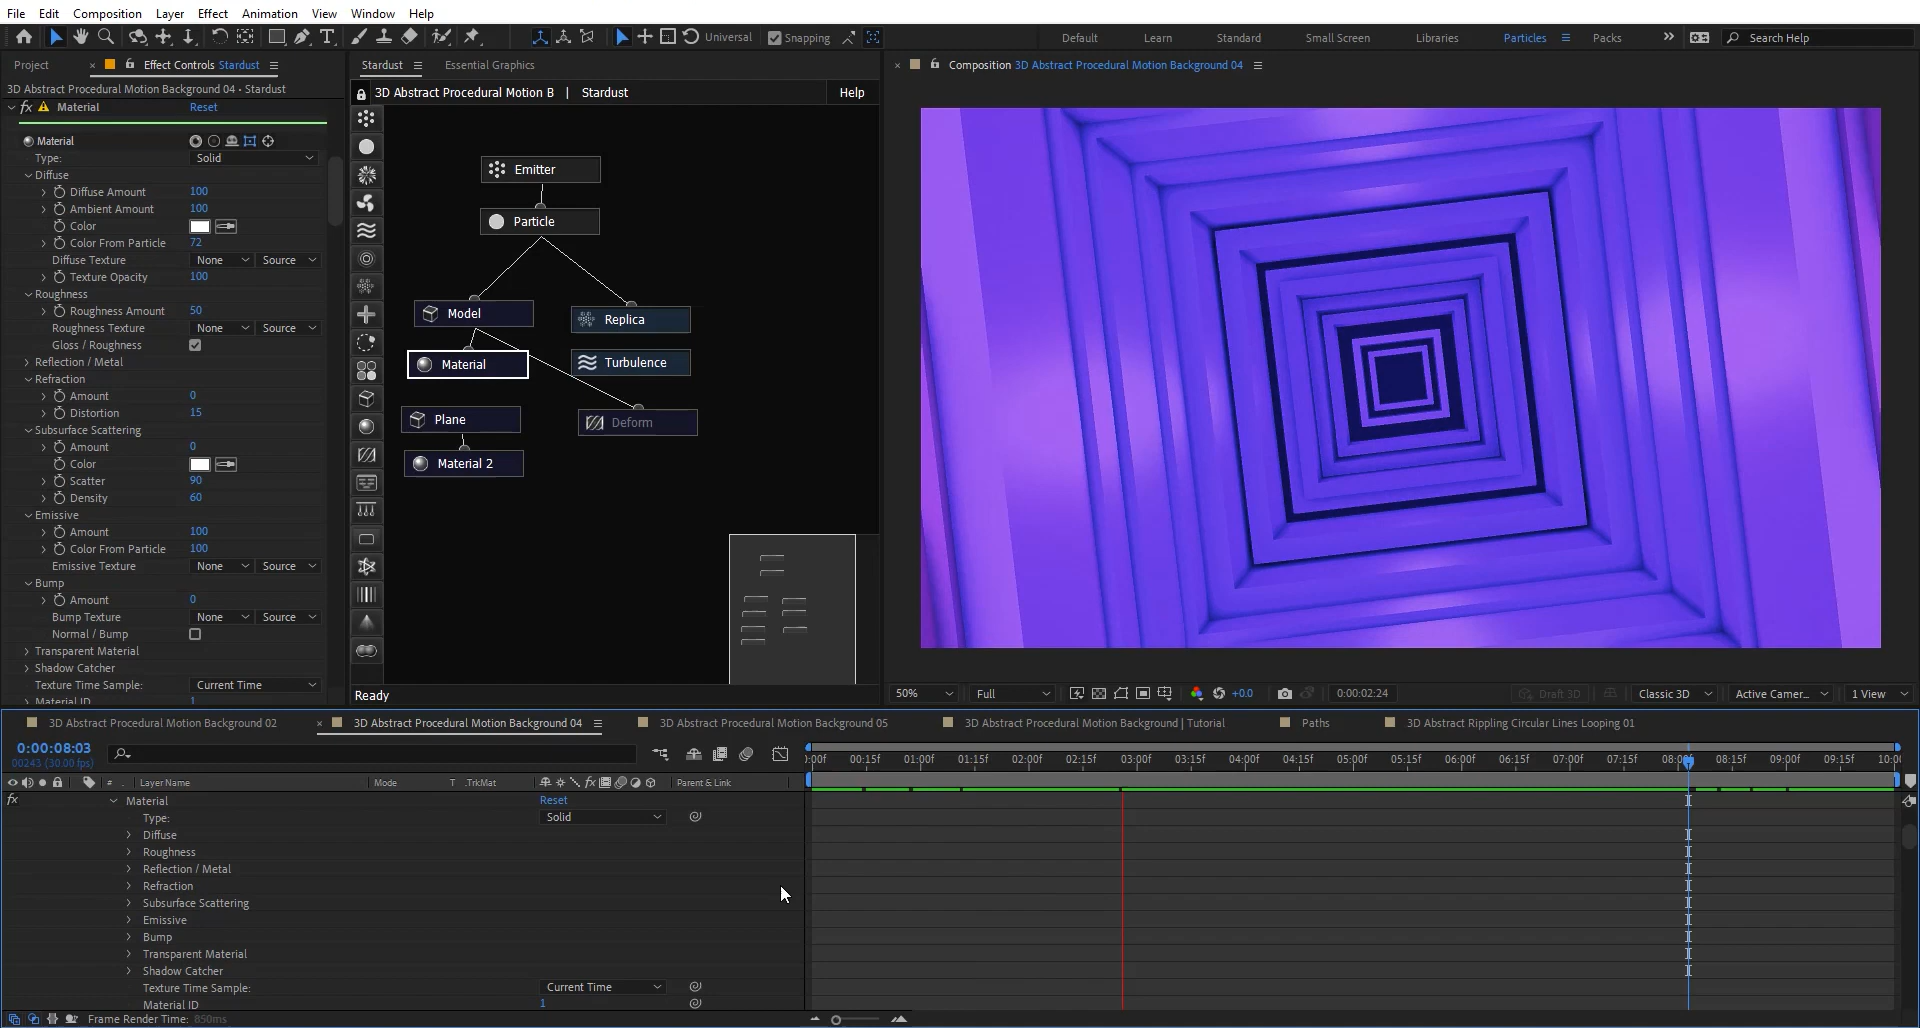 File Edit Composition Layer Effect Animation View Window Help
Universal Snapping Default Learn Standard Small Screen Libraries Particles Packs Search Help
Project Effect Controls Stardust
3D Abstract Procedural Motion Background 04 • Stardust
fx Material Reset
Material
Type: Solid
Diffuse
Diffuse Amount 100
Ambient Amount 100
Color
Color From Particle 72
Diffuse Texture None Source
Texture Opacity 100
Roughness
Roughness Amount 50
Roughness Texture None Source
Gloss / Roughness
Reflection / Metal
Refraction
Amount 0
Distortion 15
Subsurface Scattering
Amount 0
Color
Scatter 90
Density 60
Emissive
Amount 100
Color From Particle 100
Emissive Texture None Source
Bump
Amount 0
Bump Texture None Source
Normal / Bump
Transparent Material
Shadow Catcher
Texture Time Sample: Current Time
Material ID 1
Stardust Essential Graphics
3D Abstract Procedural Motion B | Stardust Help
Emitter
Particle
Model
Replica
Material
Turbulence
Plane
Deform
Material 2
Ready
Composition 3D Abstract Procedural Motion Background 04
50% Full +0.0 0:00:02:24 Draft 3D Classic 3D Active Camer... 1 View
3D Abstract Procedural Motion Background 02 3D Abstract Procedural Motion Background 04 3D Abstract Procedural Motion Background 05 3D Abstract Procedural Motion Background | Tutorial Paths 3D Abstract Rippling Circular Lines Looping 01
0:00:08:03
00243 (30.00 fps)
:00f 00:15f 01:00f 01:15f 02:00f 02:15f 03:00f 03:15f 04:00f 04:15f 05:00f 05:15f 06:00f 06:15f 07:00f 07:15f 08:0 08:15f 09:00f 09:15f 10:0
# Layer Name Mode T .TrkMat fx Parent & Link
fx Material Reset
Type: Solid
Diffuse
Roughness
Reflection / Metal
Refraction
Subsurface Scattering
Emissive
Bump
Transparent Material
Shadow Catcher
Texture Time Sample: Current Time
Material ID 1
Frame Render Time: 850ms